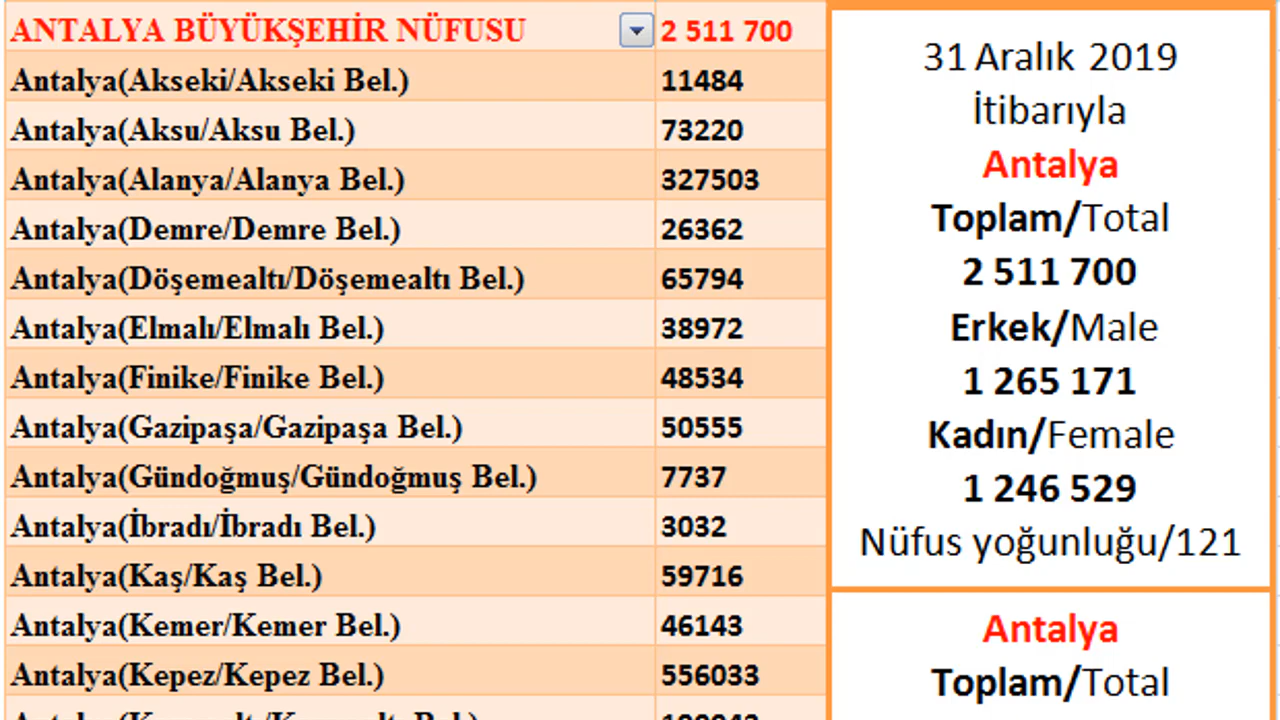 ANTALYA BÜYÜKŞEHİR NÜFUSU 2 511 700
Antalya(Akseki/Akseki Bel.) 11484
Antalya(Aksu/Aksu Bel.) 73220
Antalya(Alanya/Alanya Bel.) 327503
Antalya(Demre/Demre Bel.) 26362
Antalya(Döşemealtı/Döşemealtı Bel.) 65794
Antalya(Elmalı/Elmalı Bel.) 38972
Antalya(Finike/Finike Bel.) 48534
Antalya(Gazipaşa/Gazipaşa Bel.) 50555
Antalya(Gündoğmuş/Gündoğmuş Bel.) 7737
Antalya(İbradı/İbradı Bel.) 3032
Antalya(Kaş/Kaş Bel.) 59716
Antalya(Kemer/Kemer Bel.) 46143
Antalya(Kepez/Kepez Bel.) 556033
31 Aralık 2019
İtibarıyla
Antalya
Toplam/Total
2 511 700
Erkek/Male
1 265 171
Kadın/Female
1 246 529
Nüfus yoğunluğu/121
Antalya
Toplam/Total